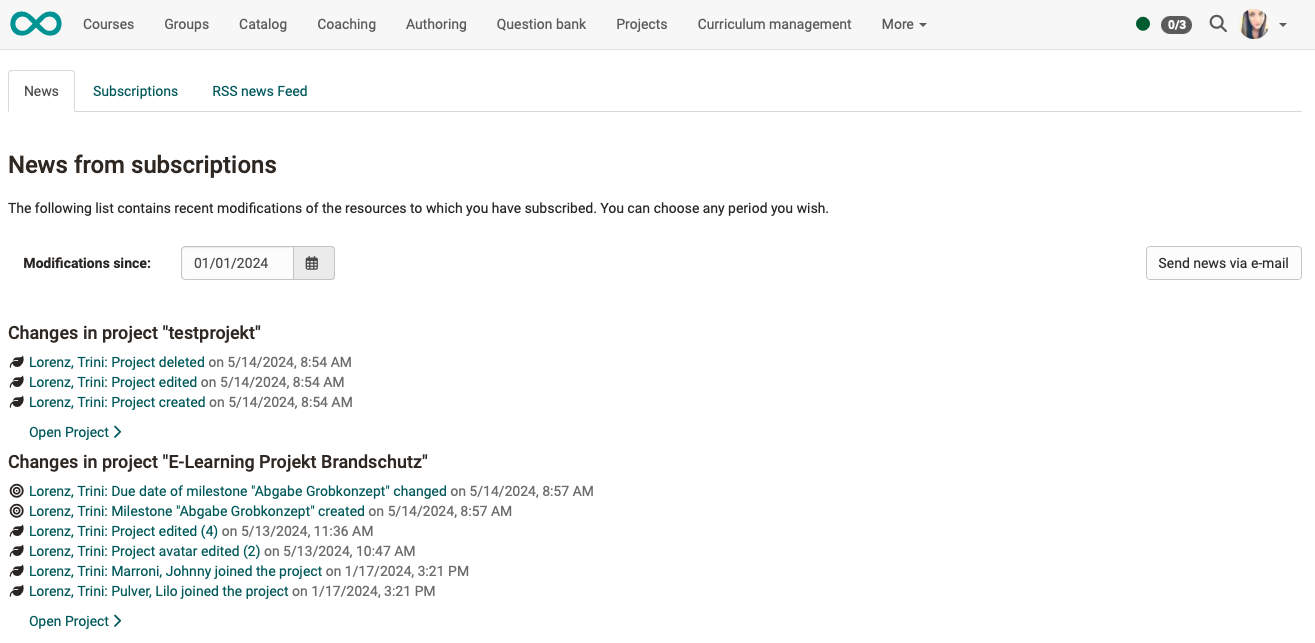 Courses Groups Catalog Coaching Authoring Question bank Projects Curriculum management More 0/3
News Subscriptions RSS news Feed
News from subscriptions
The following list contains recent modifications of the resources to which you have subscribed. You can choose any period you wish.
Modifications since: 01/01/2024 Send news via e-mail
Changes in project "testprojekt"
Lorenz, Trini: Project deleted on 5/14/2024, 8:54 AM
Lorenz, Trini: Project edited on 5/14/2024, 8:54 AM
Lorenz, Trini: Project created on 5/14/2024, 8:54 AM
Open Project
Changes in project "E-Learning Projekt Brandschutz"
Lorenz, Trini: Due date of milestone "Abgabe Grobkonzept" changed on 5/14/2024, 8:57 AM
Lorenz, Trini: Milestone "Abgabe Grobkonzept" created on 5/14/2024, 8:57 AM
Lorenz, Trini: Project edited (4) on 5/13/2024, 11:36 AM
Lorenz, Trini: Project avatar edited (2) on 5/13/2024, 10:47 AM
Lorenz, Trini: Marroni, Johnny joined the project on 1/17/2024, 3:21 PM
Lorenz, Trini: Pulver, Lilo joined the project on 1/17/2024, 3:21 PM
Open Project